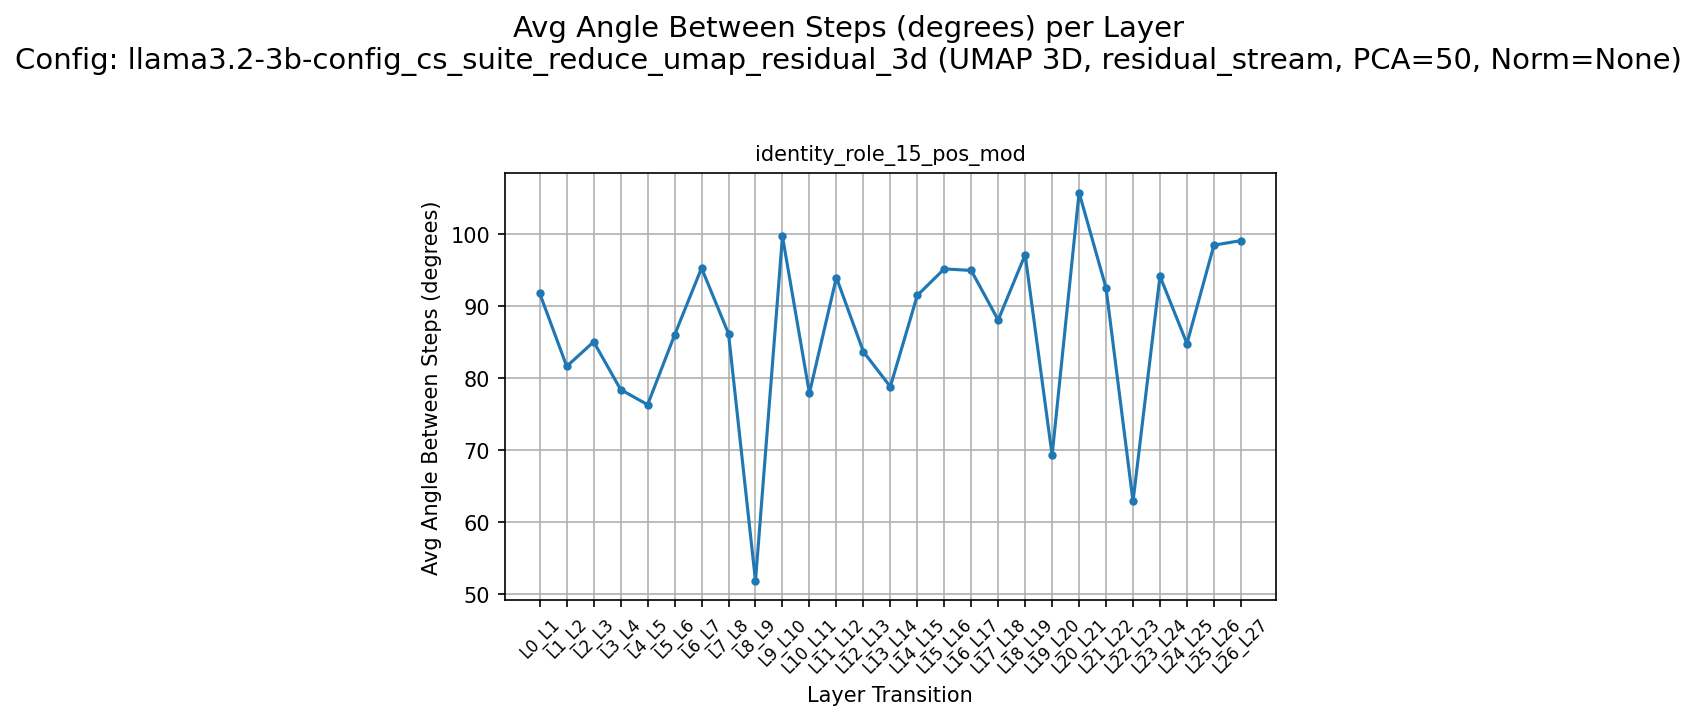 Avg Angle Between Steps (degrees) per Layer
Config: llama3.2-3b-config_cs_suite_reduce_umap_residual_3d (UMAP 3D, residual_stream, PCA=50, Norm=None)
identity_role_15_pos_mod
Avg Angle Between Steps (degrees)
100
90
80
70
60
50
L0_L1
L1_L2
L2_L3
L3_L4
L4_L5
L5_L6
L6_L7
L7_L8
L8_L9
L9_L10
L10_L11
L11_L12
L12_L13
L13_L14
L14_L15
L15_L16
L16_L17
L17_L18
L18_L19
L19_L20
L20_L21
L21_L22
L22_L23
L23_L24
L24_L25
L25_L26
L26_L27
Layer Transition